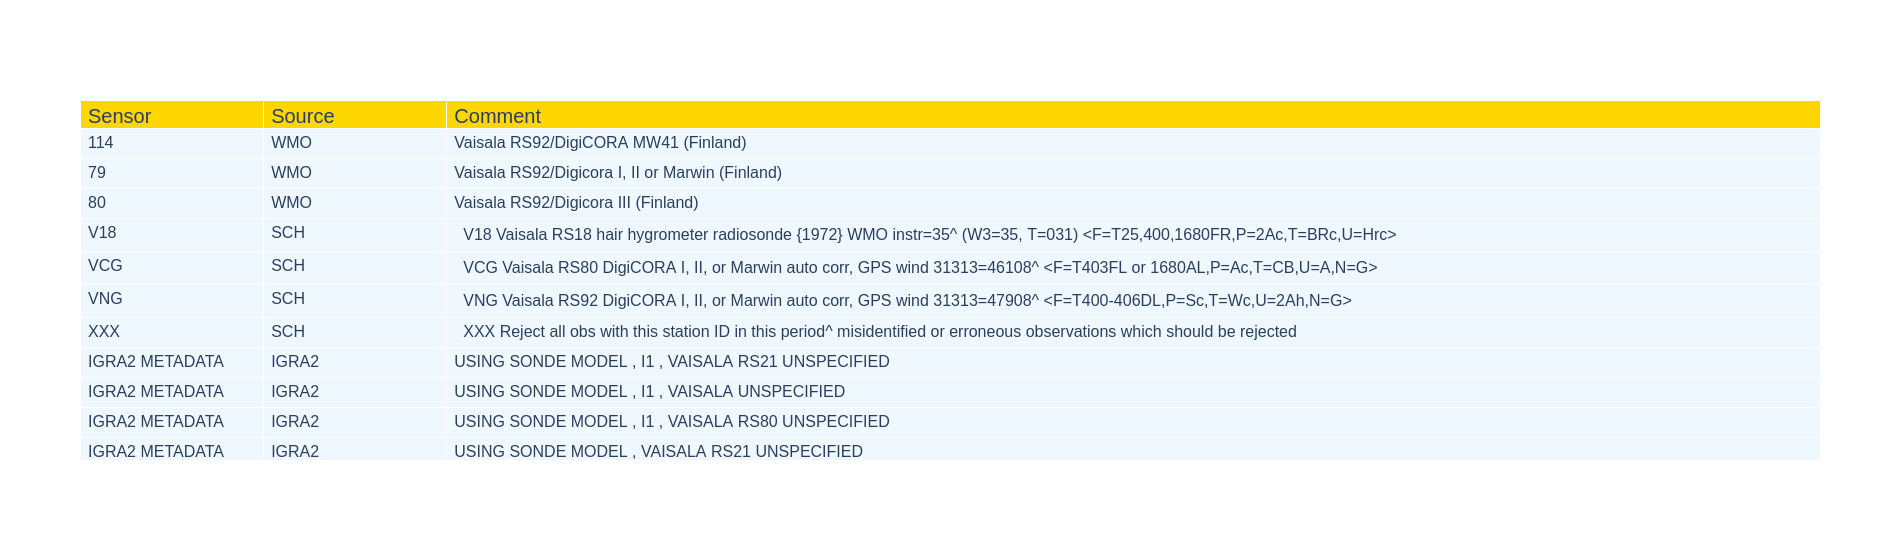 Sensor Source Comment
114 WMO Vaisala RS92/DigiCORA MW41 (Finland)
79 WMO Vaisala RS92/Digicora I, II or Marwin (Finland)
80 WMO Vaisala RS92/Digicora III (Finland)
V18 SCH V18 Vaisala RS18 hair hygrometer radiosonde {1972} WMO instr=35^ (W3=35, T=031) <F=T25,400,1680FR,P=2Ac,T=BRc,U=Hrc>
VCG SCH VCG Vaisala RS80 DigiCORA I, II, or Marwin auto corr, GPS wind 31313=46108^ <F=T403FL or 1680AL,P=Ac,T=CB,U=A,N=G>
VNG SCH VNG Vaisala RS92 DigiCORA I, II, or Marwin auto corr, GPS wind 31313=47908^ <F=T400-406DL,P=Sc,T=Wc,U=2Ah,N=G>
XXX SCH XXX Reject all obs with this station ID in this period^ misidentified or erroneous observations which should be rejected
IGRA2 METADATA IGRA2 USING SONDE MODEL , I1 , VAISALA RS21 UNSPECIFIED
IGRA2 METADATA IGRA2 USING SONDE MODEL , I1 , VAISALA UNSPECIFIED
IGRA2 METADATA IGRA2 USING SONDE MODEL , I1 , VAISALA RS80 UNSPECIFIED
IGRA2 METADATA IGRA2 USING SONDE MODEL , VAISALA RS21 UNSPECIFIED